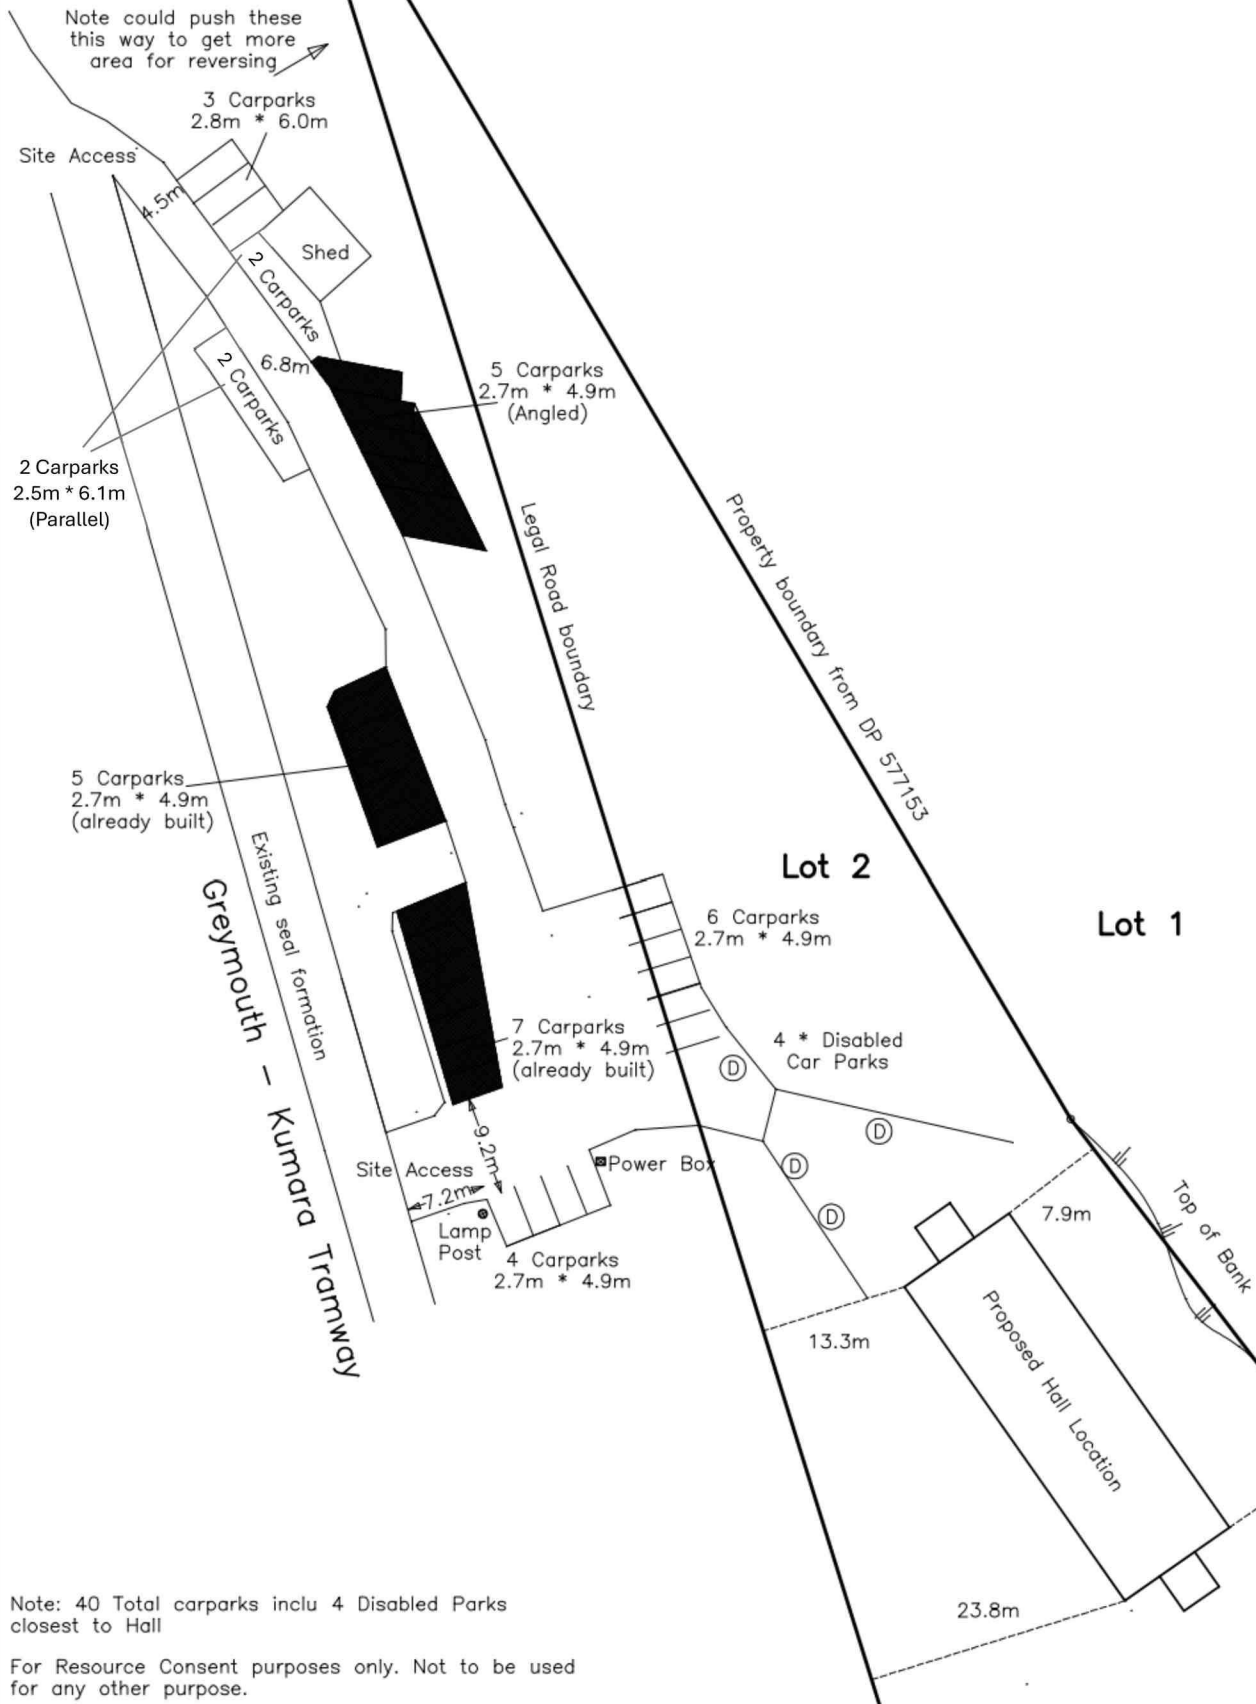 Note could push these
this way to get more
area for reversing
3 Carparks
2.8m * 6.0m
Site Access
4.5m
Shed
2 Carparks
6.8m
2 Carparks
5 Carparks
2.7m * 4.9m
(Angled)
2 Carparks
2.5m * 6.1m
(Parallel)
Legal Road boundary
Property boundary from DP 577153
5 Carparks
2.7m * 4.9m
(already built)
Existing seal formation
Greymouth – Kumara Tramway
Lot 2
Lot 1
6 Carparks
2.7m * 4.9m
7 Carparks
2.7m * 4.9m
(already built)
4 * Disabled
Car Parks
D
D
D
D
9.2m
Site Access
7.2m
Power Box
Lamp
Post
4 Carparks
2.7m * 4.9m
7.9m
Top of Bank
13.3m
Proposed Hall Location
23.8m
Note: 40 Total carparks inclu 4 Disabled Parks
closest to Hall
For Resource Consent purposes only. Not to be used
for any other purpose.